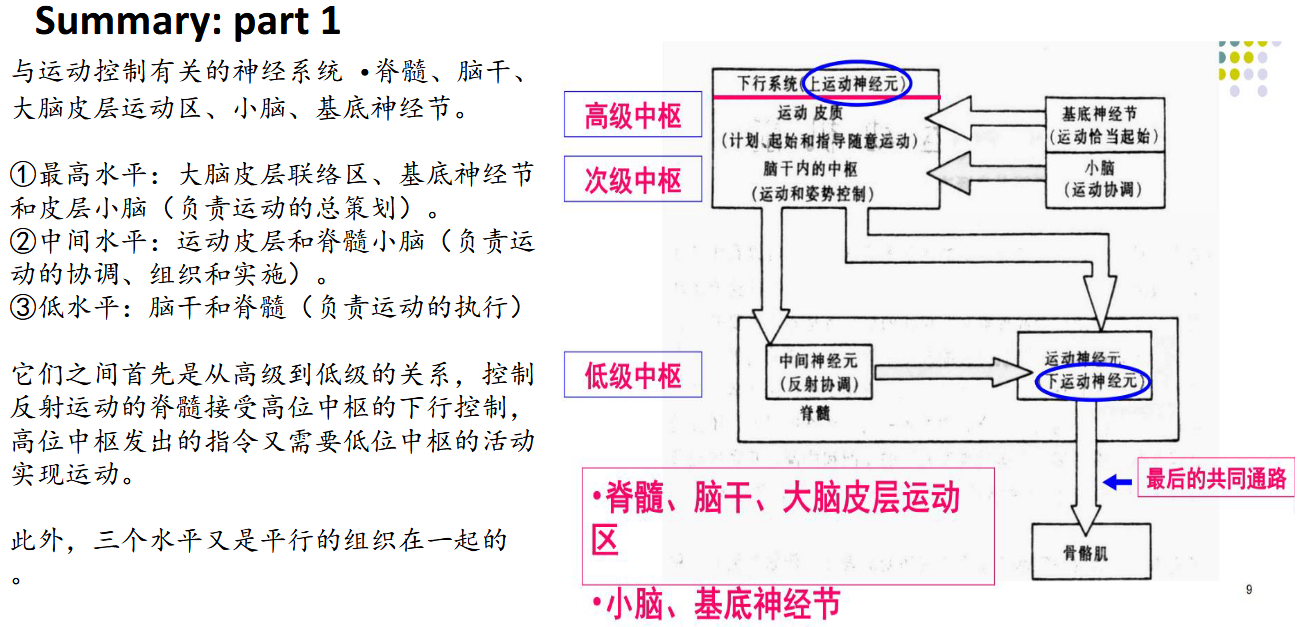 Summary: part 1
与运动控制有关的神经系统 •脊髓、脑干、
大脑皮层运动区、小脑、基底神经节。
①最高水平：大脑皮层联络区、基底神经节
和皮层小脑（负责运动的总策划）。
②中间水平：运动皮层和脊髓小脑（负责运
动的协调、组织和实施）。
③低水平：脑干和脊髓（负责运动的执行）
它们之间首先是从高级到低级的关系，控制
反射运动的脊髓接受高位中枢的下行控制，
高位中枢发出的指令又需要低位中枢的活动
实现运动。
此外，三个水平又是平行的组织在一起的
。
高级中枢
次级中枢
低级中枢
下行系统(上运动神经元)
运动 皮质
(计划、起始和指导随意运动)
脑干内的中枢
(运动和姿势控制)
基底神经节
(运动恰当起始)
小脑
(运动协调)
中间神经元
(反射协调)
脊髓
运动神经元
(下运动神经元)
最后的共同通路
骨骼肌
•脊髓、脑干、大脑皮层运动
区
•小脑、基底神经节
9